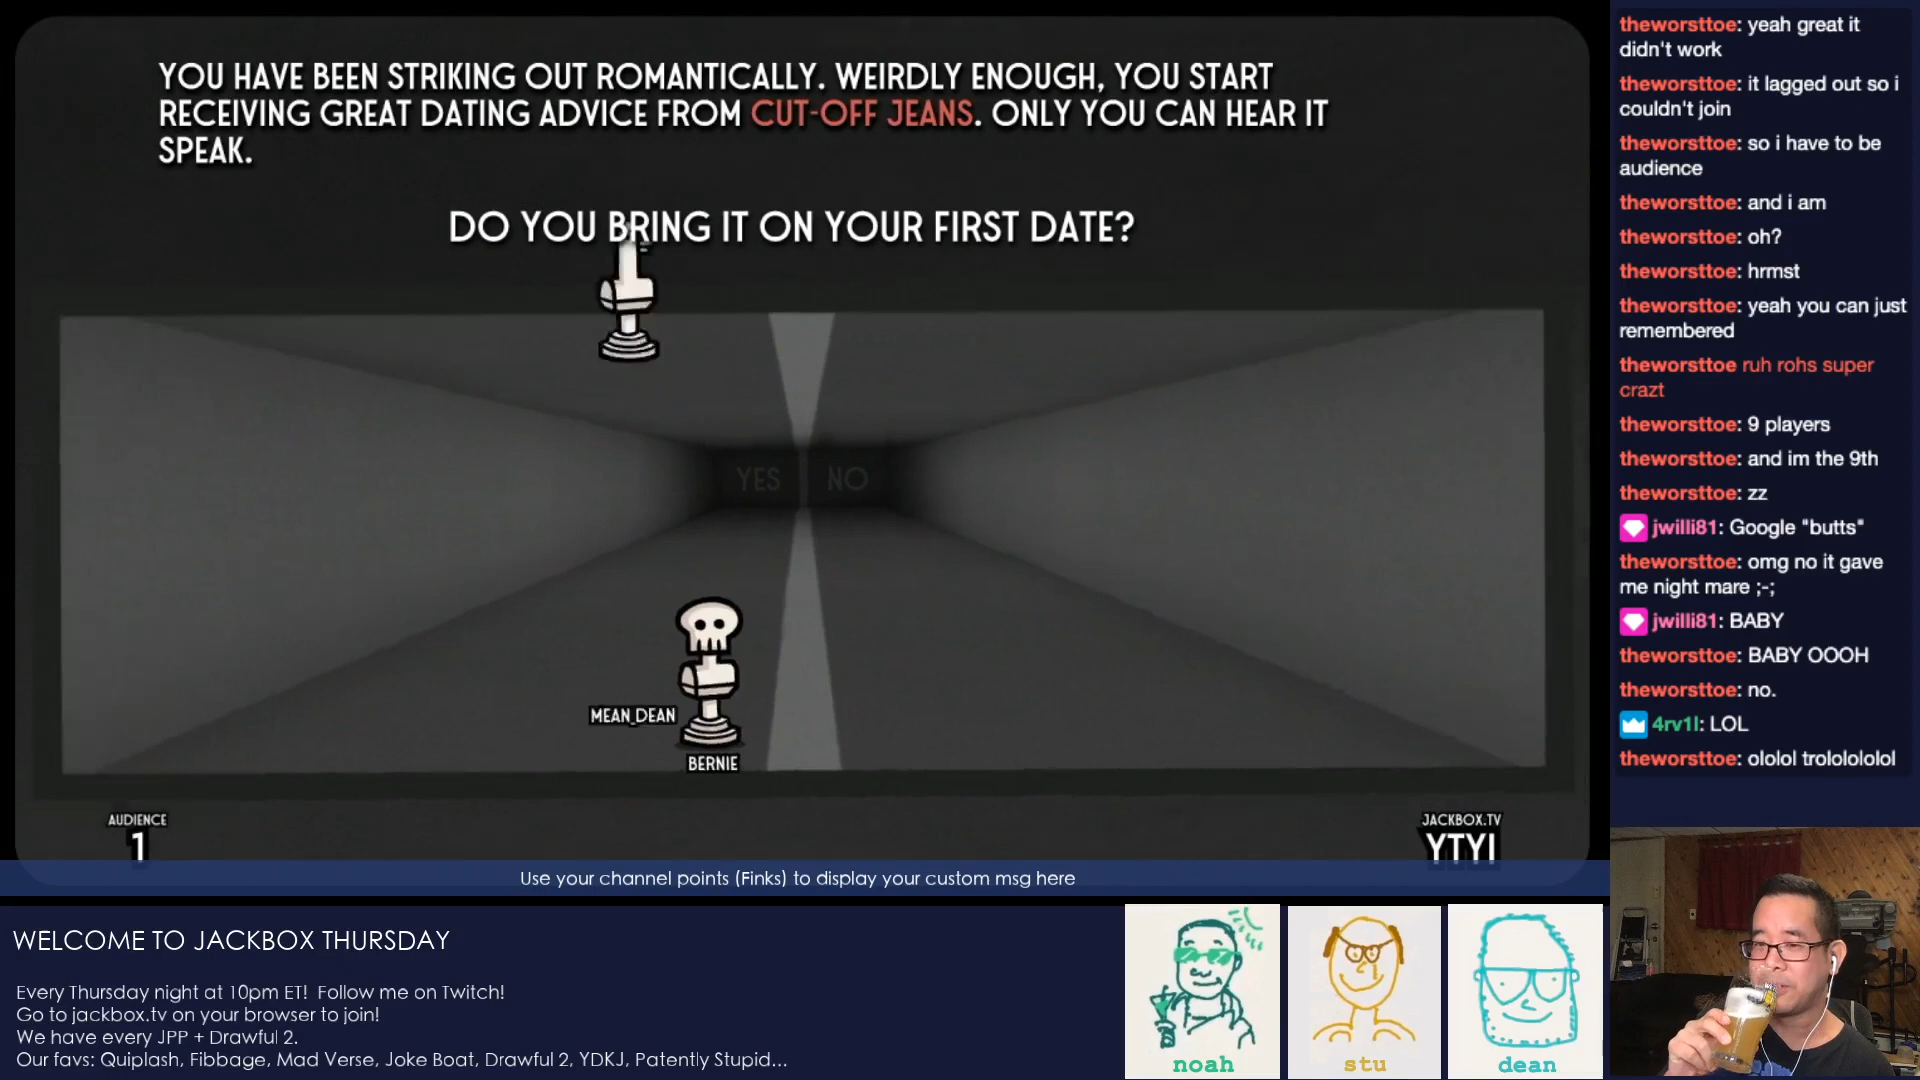 YOU HAVE BEEN STRIKING OUT ROMANTICALLY. WEIRDLY ENOUGH, YOU START
RECEIVING GREAT DATING ADVICE FROM CUT-OFF JEANS. ONLY YOU CAN HEAR IT
SPEAK.
DO YOU BRING IT ON YOUR FIRST DATE?
YES
NO
MEAN_DEAN
BERNIE
AUDIENCE
1
JACKBOX.TV
YTYI
Use your channel points (Finks) to display your custom msg here
WELCOME TO JACKBOX THURSDAY
Every Thursday night at 10pm ET! Follow me on Twitch!
Go to jackbox.tv on your browser to join!
We have every JPP + Drawful 2.
Our favs: Quiplash, Fibbage, Mad Verse, Joke Boat, Drawful 2, YDKJ, Patently Stupid...
noah
stu
dean
theworsttoe: yeah great it
didn't work
theworsttoe: it lagged out so i
couldn't join
theworsttoe: so i have to be
audience
theworsttoe: and i am
theworsttoe: oh?
theworsttoe: hrmst
theworsttoe: yeah you can just
remembered
theworsttoe ruh rohs super
crazt
theworsttoe: 9 players
theworsttoe: and im the 9th
theworsttoe: zz
jwilli81: Google "butts"
theworsttoe: omg no it gave
me night mare ;-;
jwilli81: BABY
theworsttoe: BABY OOOH
theworsttoe: no.
4rv1l: LOL
theworsttoe: ololol trolololololol